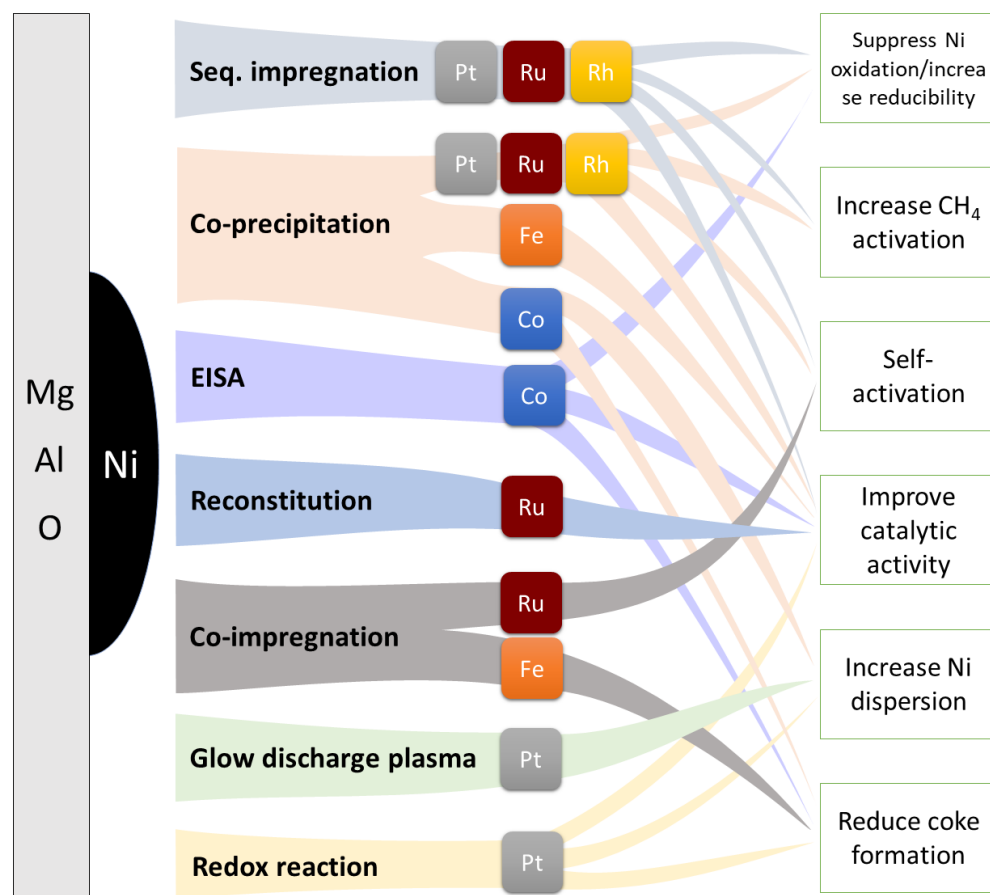 Mg
Al
O
Ni
Seq. impregnation
Pt
Ru
Rh
Co-precipitation
Pt
Ru
Rh
Fe
Co
EISA
Co
Reconstitution
Ru
Co-impregnation
Ru
Fe
Glow discharge plasma
Pt
Redox reaction
Pt
Suppress Ni
oxidation/increa
se reducibility
Increase CH₄
activation
Self-
activation
Improve
catalytic
activity
Increase Ni
dispersion
Reduce coke
formation